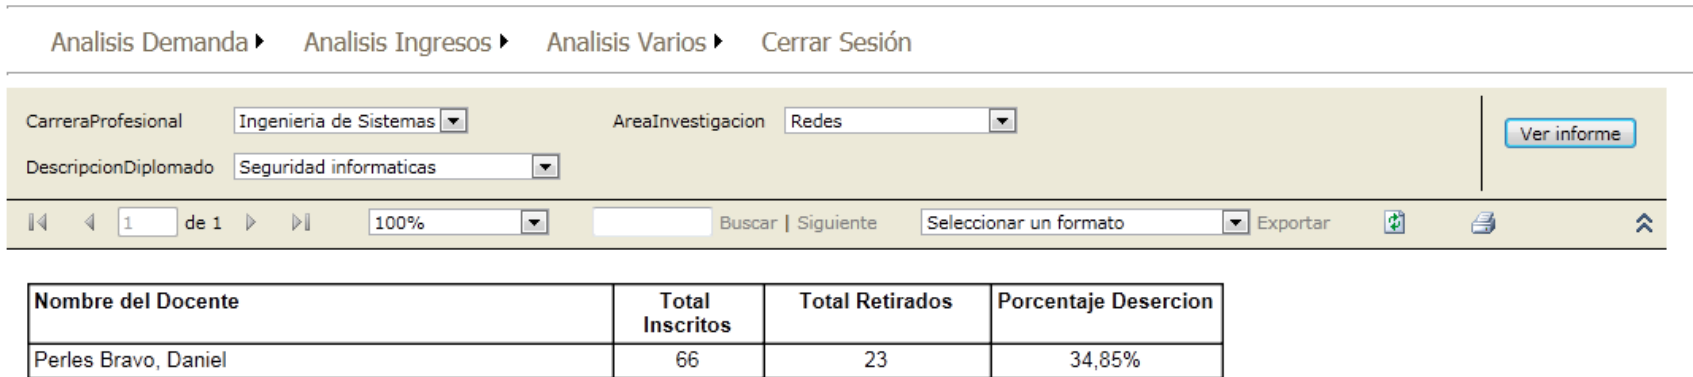 Analisis Demanda Analisis Ingresos Analisis Varios Cerrar Sesión
CarreraProfesional Ingenieria de Sistemas AreaInvestigacion Redes Ver informe
DescripcionDiplomado Seguridad informaticas
1 de 1 100% Buscar | Siguiente Seleccionar un formato Exportar
Nombre del Docente Total Inscritos Total Retirados Porcentaje Desercion
Perles Bravo, Daniel 66 23 34,85%